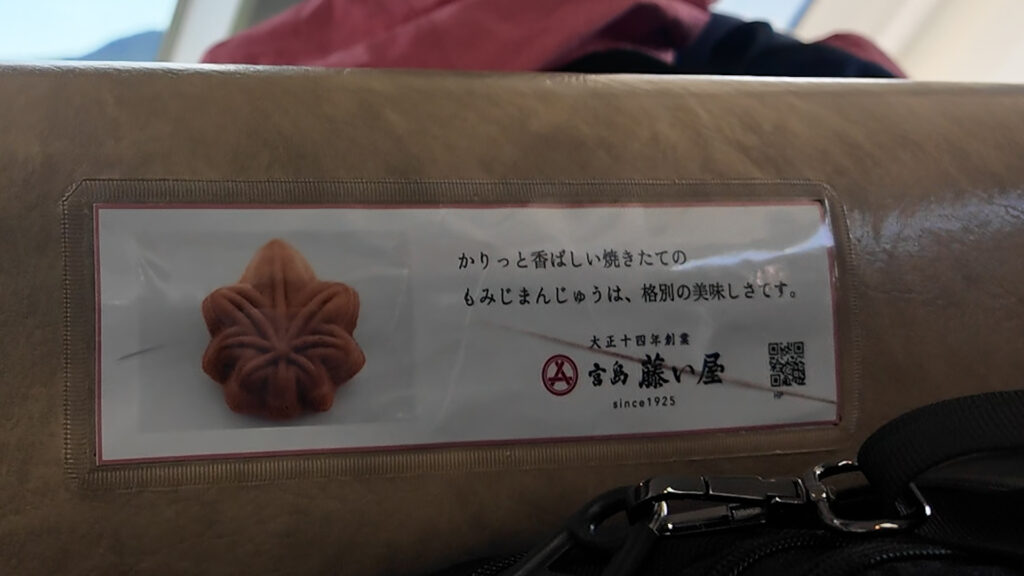 かりっと香ばしい焼きたての
もみじまんじゅうは、格別の美味しさです。
大正十四年創業
宮島 藤い屋
since1925
HP